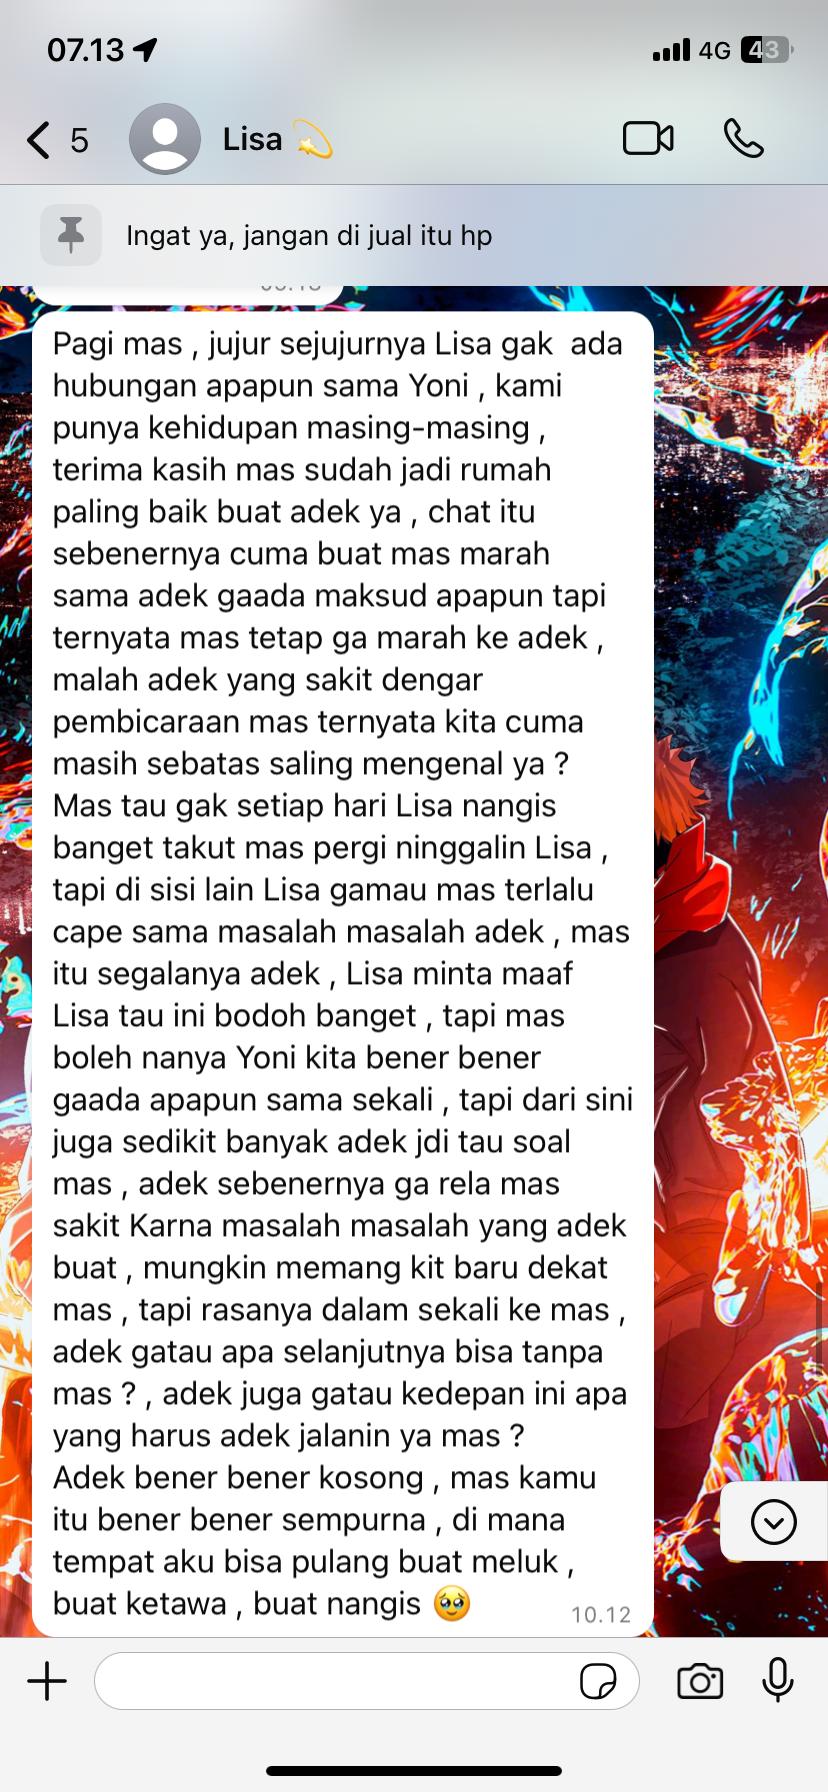 07.13
4G
43
5
Lisa 💫
Ingat ya, jangan di jual itu hp
Pagi mas , jujur sejujurnya Lisa gak  ada
hubungan apapun sama Yoni , kami
punya kehidupan masing-masing ,
terima kasih mas sudah jadi rumah
paling baik buat adek ya , chat itu
sebenernya cuma buat mas marah
sama adek gaada maksud apapun tapi
ternyata mas tetap ga marah ke adek ,
malah adek yang sakit dengar
pembicaraan mas ternyata kita cuma
masih sebatas saling mengenal ya ?
Mas tau gak setiap hari Lisa nangis
banget takut mas pergi ninggalin Lisa ,
tapi di sisi lain Lisa gamau mas terlalu
cape sama masalah masalah adek , mas
itu segalanya adek , Lisa minta maaf
Lisa tau ini bodoh banget , tapi mas
boleh nanya Yoni kita bener bener
gaada apapun sama sekali , tapi dari sini
juga sedikit banyak adek jdi tau soal
mas , adek sebenernya ga rela mas
sakit Karna masalah masalah yang adek
buat , mungkin memang kit baru dekat
mas , tapi rasanya dalam sekali ke mas ,
adek gatau apa selanjutnya bisa tanpa
mas ? , adek juga gatau kedepan ini apa
yang harus adek jalanin ya mas ?
Adek bener bener kosong , mas kamu
itu bener bener sempurna , di mana
tempat aku bisa pulang buat meluk ,
buat ketawa , buat nangis 🥹
10.12